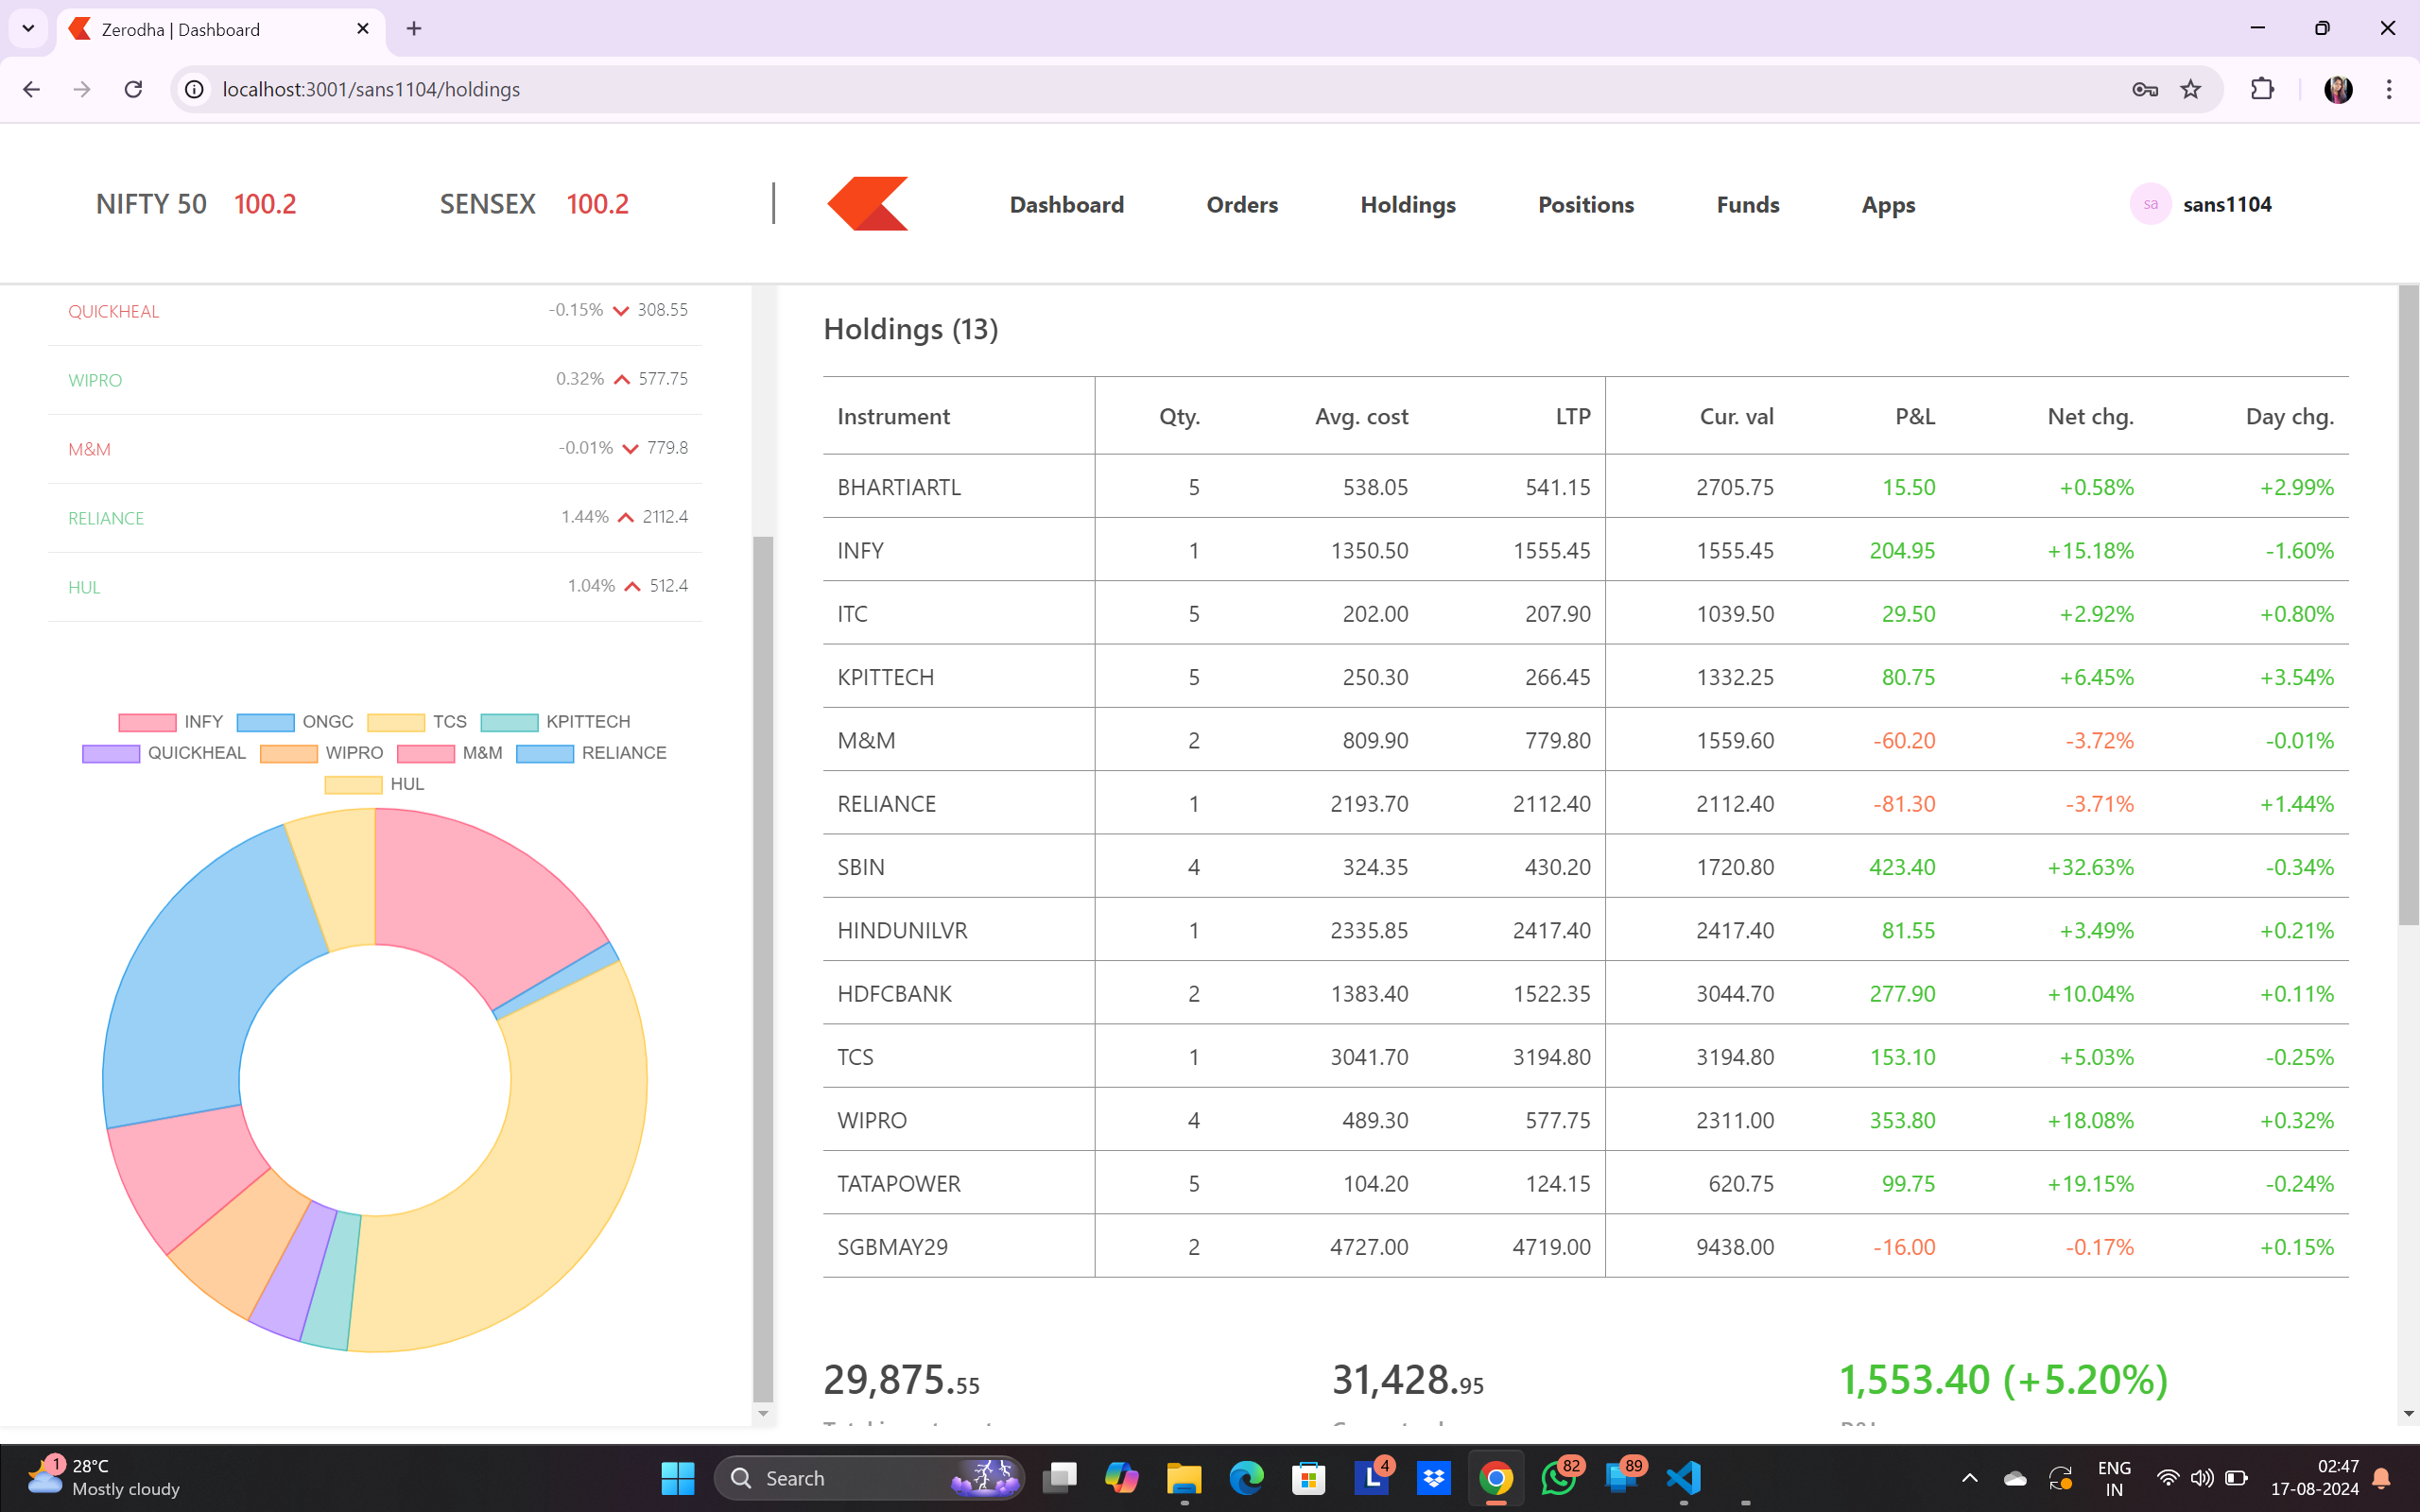 Zerodha | Dashboard
localhost:3001/sans1104/holdings
NIFTY 50 100.2 SENSEX 100.2
Dashboard Orders Holdings Positions Funds Apps
sa sans1104
QUICKHEAL -0.15% 308.55
WIPRO 0.32% 577.75
M&M -0.01% 779.8
RELIANCE 1.44% 2112.4
HUL 1.04% 512.4
INFY ONGC TCS KPITTECH
QUICKHEAL WIPRO M&M RELIANCE
HUL
Holdings (13)
Instrument Qty. Avg. cost LTP Cur. val P&L Net chg. Day chg.
BHARTIARTL 5 538.05 541.15 2705.75 15.50 +0.58% +2.99%
INFY 1 1350.50 1555.45 1555.45 204.95 +15.18% -1.60%
ITC 5 202.00 207.90 1039.50 29.50 +2.92% +0.80%
KPITTECH 5 250.30 266.45 1332.25 80.75 +6.45% +3.54%
M&M 2 809.90 779.80 1559.60 -60.20 -3.72% -0.01%
RELIANCE 1 2193.70 2112.40 2112.40 -81.30 -3.71% +1.44%
SBIN 4 324.35 430.20 1720.80 423.40 +32.63% -0.34%
HINDUNILVR 1 2335.85 2417.40 2417.40 81.55 +3.49% +0.21%
HDFCBANK 2 1383.40 1522.35 3044.70 277.90 +10.04% +0.11%
TCS 1 3041.70 3194.80 3194.80 153.10 +5.03% -0.25%
WIPRO 4 489.30 577.75 2311.00 353.80 +18.08% +0.32%
TATAPOWER 5 104.20 124.15 620.75 99.75 +19.15% -0.24%
SGBMAY29 2 4727.00 4719.00 9438.00 -16.00 -0.17% +0.15%
29,875.55 31,428.95 1,553.40 (+5.20%)
1 28°C
Mostly cloudy
Search
L 4
82
89
ENG
IN
02:47
17-08-2024